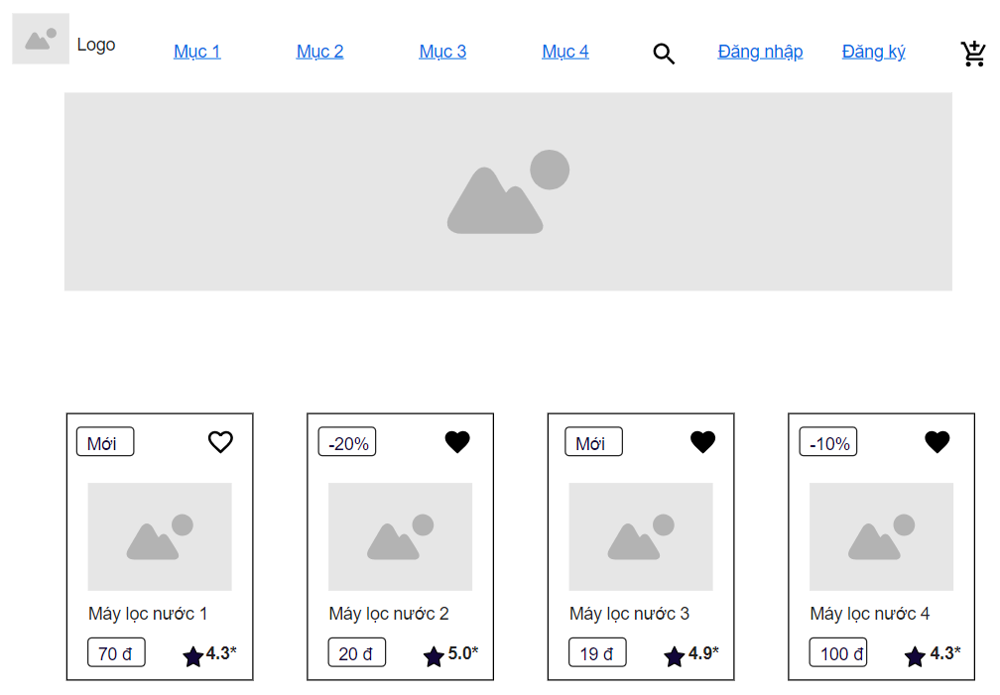 Logo
Mục 1
Mục 2
Mục 3
Mục 4
Đăng nhập
Đăng ký
Mới
-20%
Mới
-10%
Máy lọc nước 1
Máy lọc nước 2
Máy lọc nước 3
Máy lọc nước 4
70 đ
4.3*
20 đ
5.0*
19 đ
4.9*
100 đ
4.3*